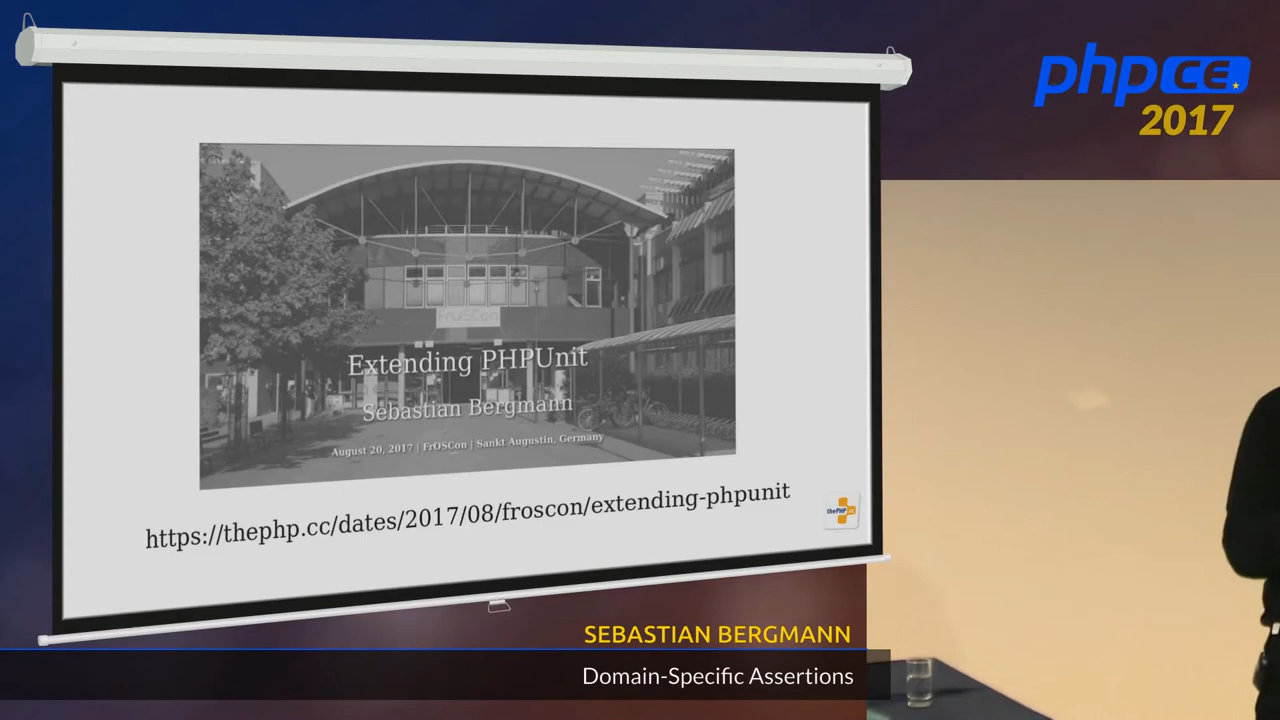 phpCE
2017
FrOSCon
Extending PHPUnit
Sebastian Bergmann
August 20, 2017 | FrOSCon | Sankt Augustin, Germany
https://thephp.cc/dates/2017/08/froscon/extending-phpunit
thePHP.cc
SEBASTIAN BERGMANN
Domain-Specific Assertions